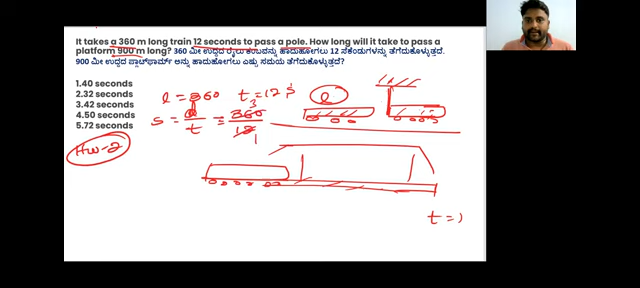 It takes a 360 m long train 12 seconds to pass a pole. How long will it take to pass a
platform 900 m long? 360 ಮೀ ಉದ್ದದ ರೈಲು ಕಂಬವನ್ನು ಹಾದುಹೋಗಲು 12 ಸೆಕೆಂಡುಗಳನ್ನು ತೆಗೆದುಕೊಳ್ಳುತ್ತದೆ.
900 ಮೀ ಉದ್ದದ ಪ್ಲಾಟ್‌ಫಾರ್ಮ್ ಅನ್ನು ಹಾದುಹೋಗಲು ಎಷ್ಟು ಸಮಯ ತೆಗೆದುಕೊಳ್ಳುತ್ತದೆ?
1.40 seconds
2.32 seconds
3.42 seconds
4.50 seconds
5.72 seconds
l = 360 t = 12 s
s = l/t = 360/12
HW-2
l
t =